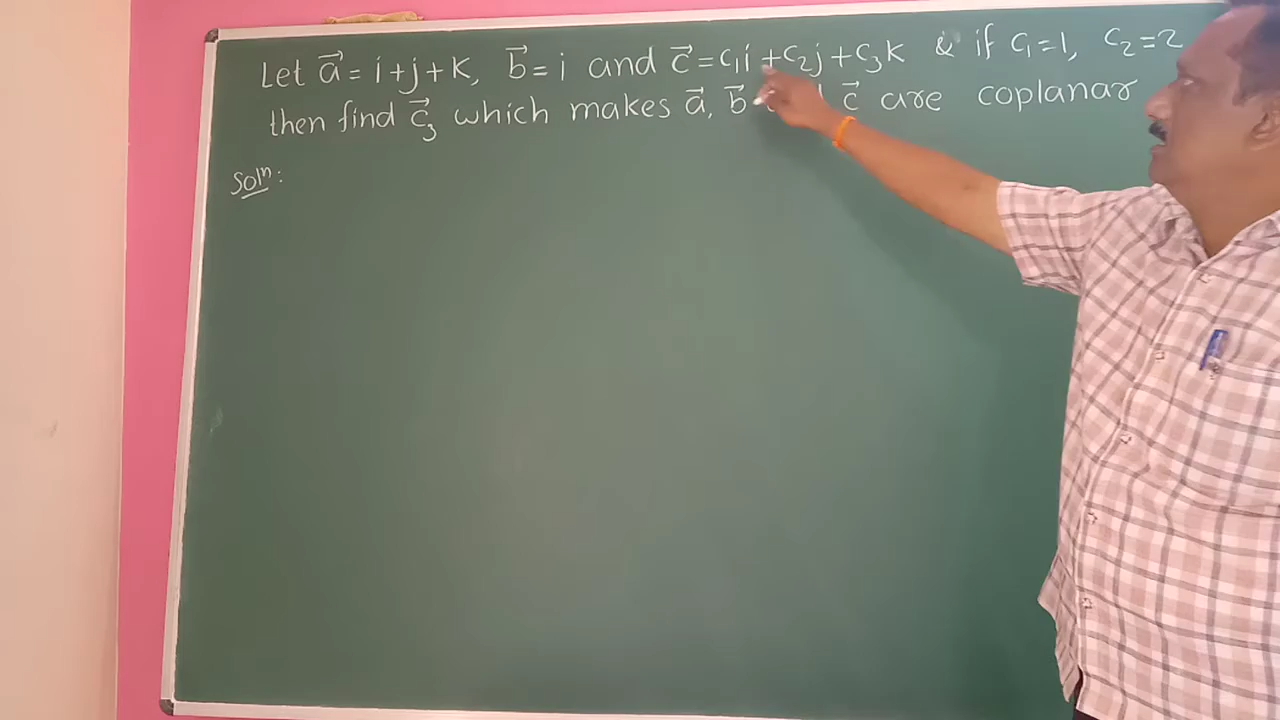 Let a⃗ = i+j+k, b⃗ = i and c⃗ = c₁i+c₂j+c₃k & if c₁=1, c₂=2
then find c⃗₃ which makes a⃗, b⃗ c⃗ are coplanar
Solⁿ: